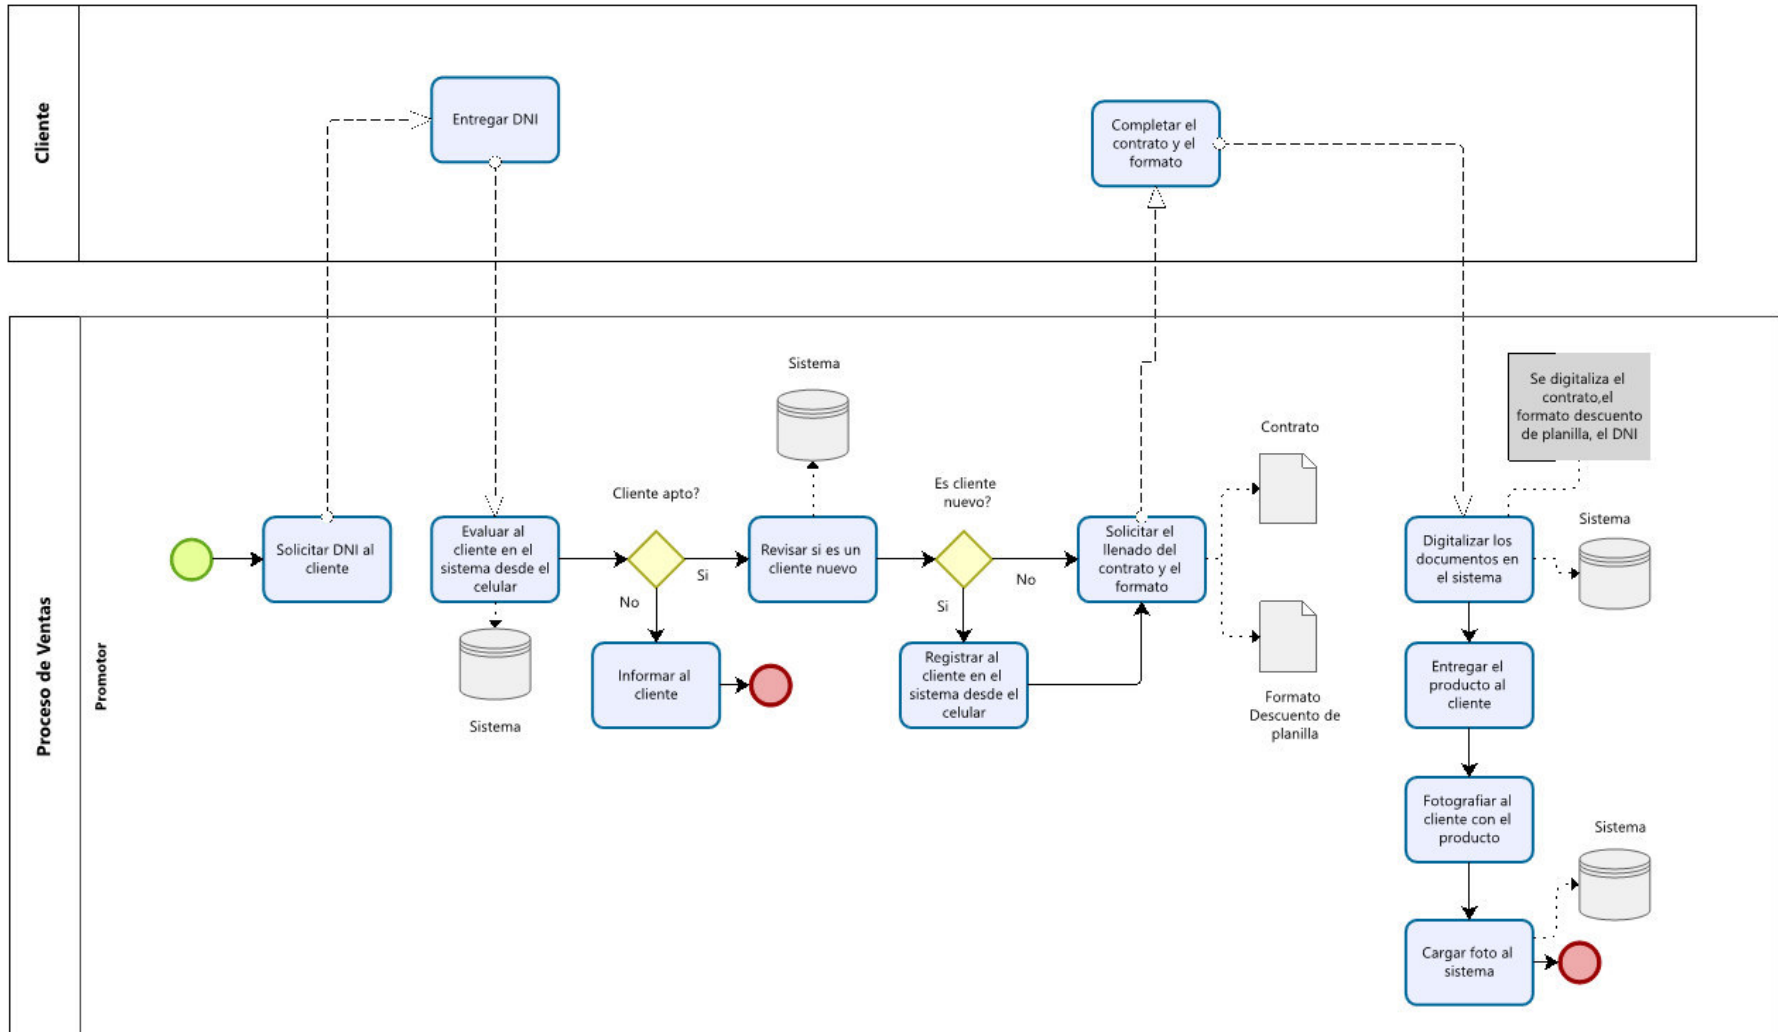 Cliente
Entregar DNI
Completar el
contrato y el
formato
Proceso de Ventas
Promotor
Solicitar DNI al
cliente
Evaluar al
cliente en el
sistema desde el
celular
Sistema
Cliente apto?
Si
No
Informar al
cliente
Sistema
Revisar si es un
cliente nuevo
Es cliente
nuevo?
No
Si
Registrar al
cliente en el
sistema desde el
celular
Solicitar el
llenado del
contrato y el
formato
Contrato
Formato
Descuento de
planilla
Se digitaliza el
contrato,el
formato descuento
de planilla, el DNI
Digitalizar los
documentos en
el sistema
Sistema
Entregar el
producto al
cliente
Fotografiar al
cliente con el
producto
Sistema
Cargar foto al
sistema